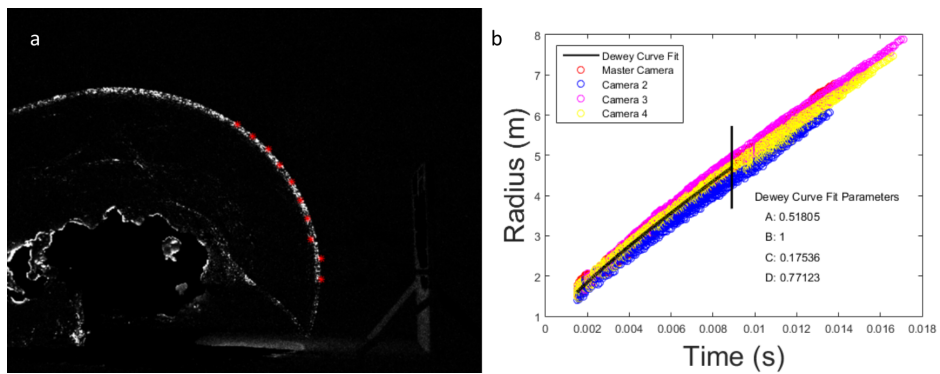 a
b
Dewey Curve Fit
Master Camera
Camera 2
Camera 3
Camera 4
Dewey Curve Fit Parameters
A: 0.51805
B: 1
C: 0.17536
D: 0.77123
Radius (m)
8
7
6
5
4
3
2
1
0
0.002
0.004
0.006
0.008
0.01
0.012
0.014
0.016
0.018
Time (s)